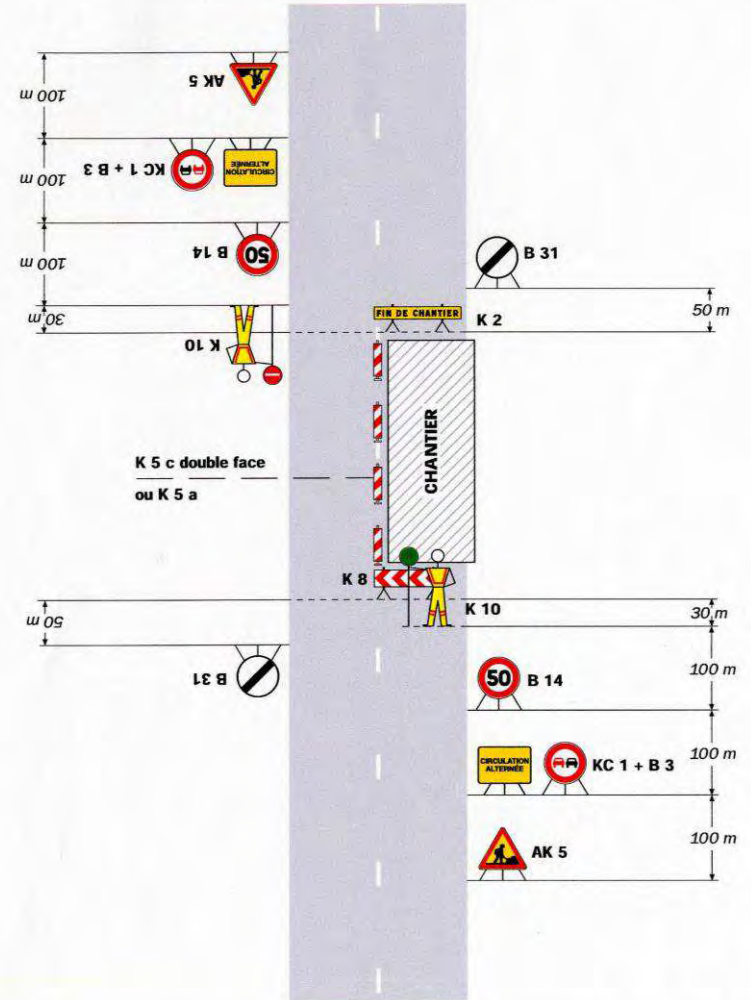 AK 5
100 m
KC 1 + B 3
CIRCULATION
ALTERNÉE
100 m
B 14
50
100 m
B 31
50 m
FIN DE CHANTIER
K 2
30 m
K 10
CHANTIER
K 5 c double face
ou K 5 a
K 8
K 10
30 m
50 m
B 31
50
B 14
100 m
CIRCULATION
ALTERNÉE
KC 1 + B 3
100 m
AK 5
100 m